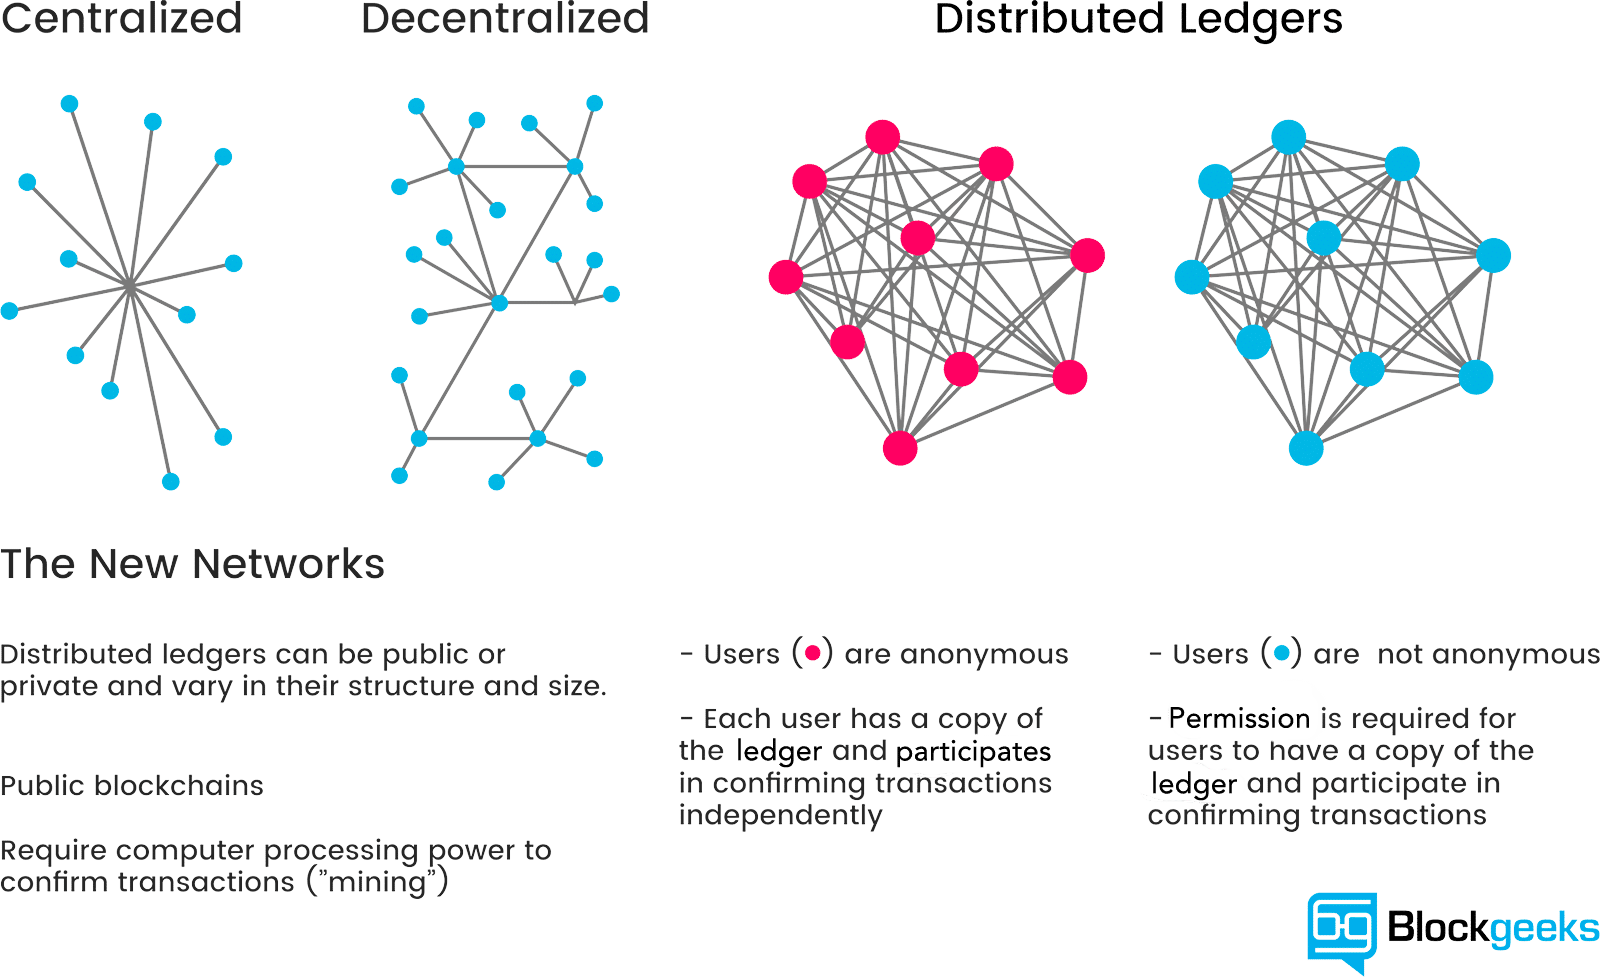 Centralized
Decentralized
Distributed Ledgers
The New Networks
Distributed ledgers can be public or
private and vary in their structure and size.
Public blockchains
Require computer processing power to
confirm transactions (”mining”)
- Users (●) are anonymous
- Each user has a copy of
the ledger and participates
in confirming transactions
independently
- Users (●) are not anonymous
- Permission is required for
users to have a copy of the
ledger and participate in
confirming transactions
Blockgeeks